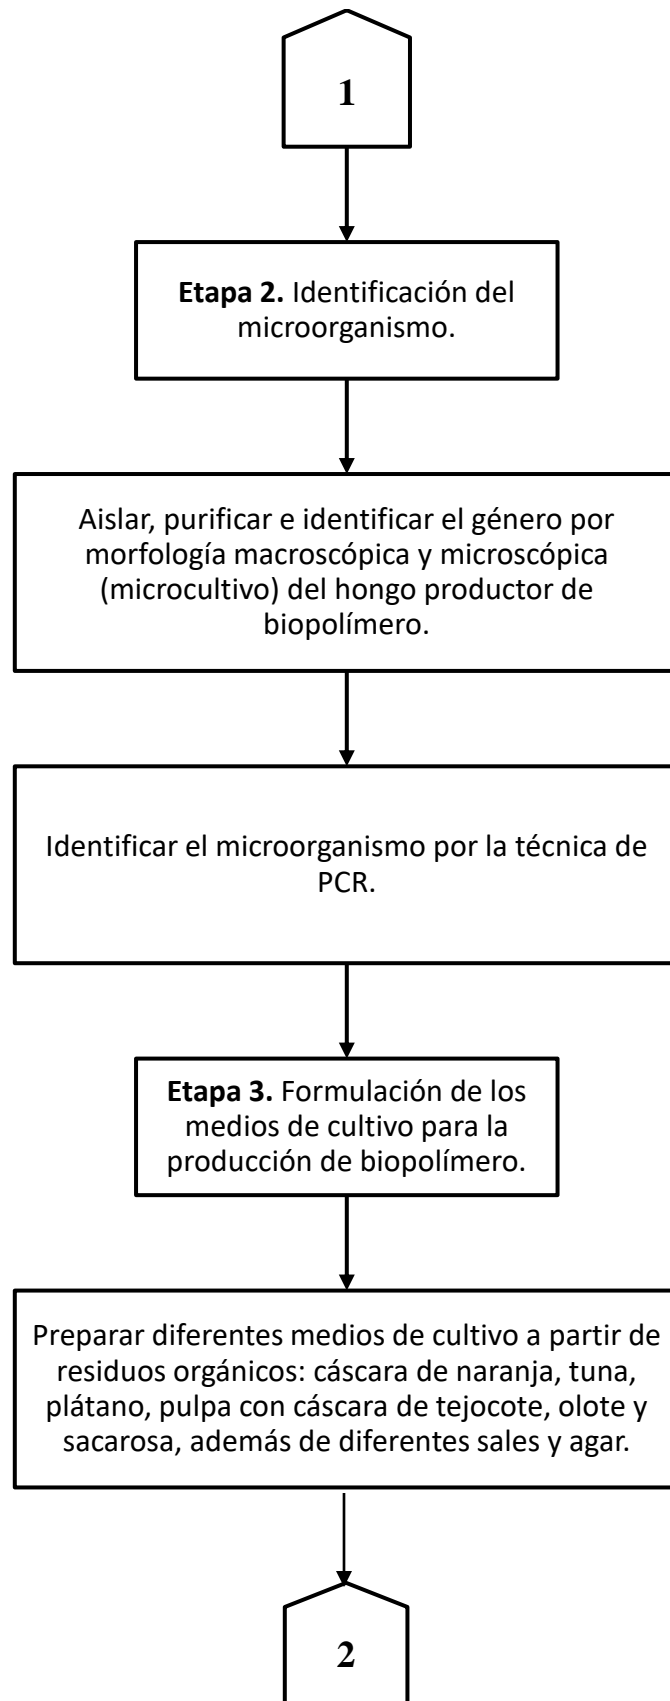 1
Etapa 2. Identificación del
microorganismo.
Aislar, purificar e identificar el género por
morfología macroscópica y microscópica
(microcultivo) del hongo productor de
biopolímero.
Identificar el microorganismo por la técnica de
PCR.
Etapa 3. Formulación de los
medios de cultivo para la
producción de biopolímero.
Preparar diferentes medios de cultivo a partir de
residuos orgánicos: cáscara de naranja, tuna,
plátano, pulpa con cáscara de tejocote, olote y
sacarosa, además de diferentes sales y agar.
2